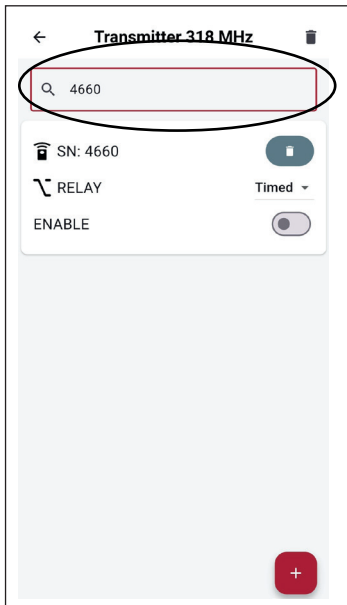 Transmitter 318 MHz
4660
SN: 4660
RELAY Timed
ENABLE
+